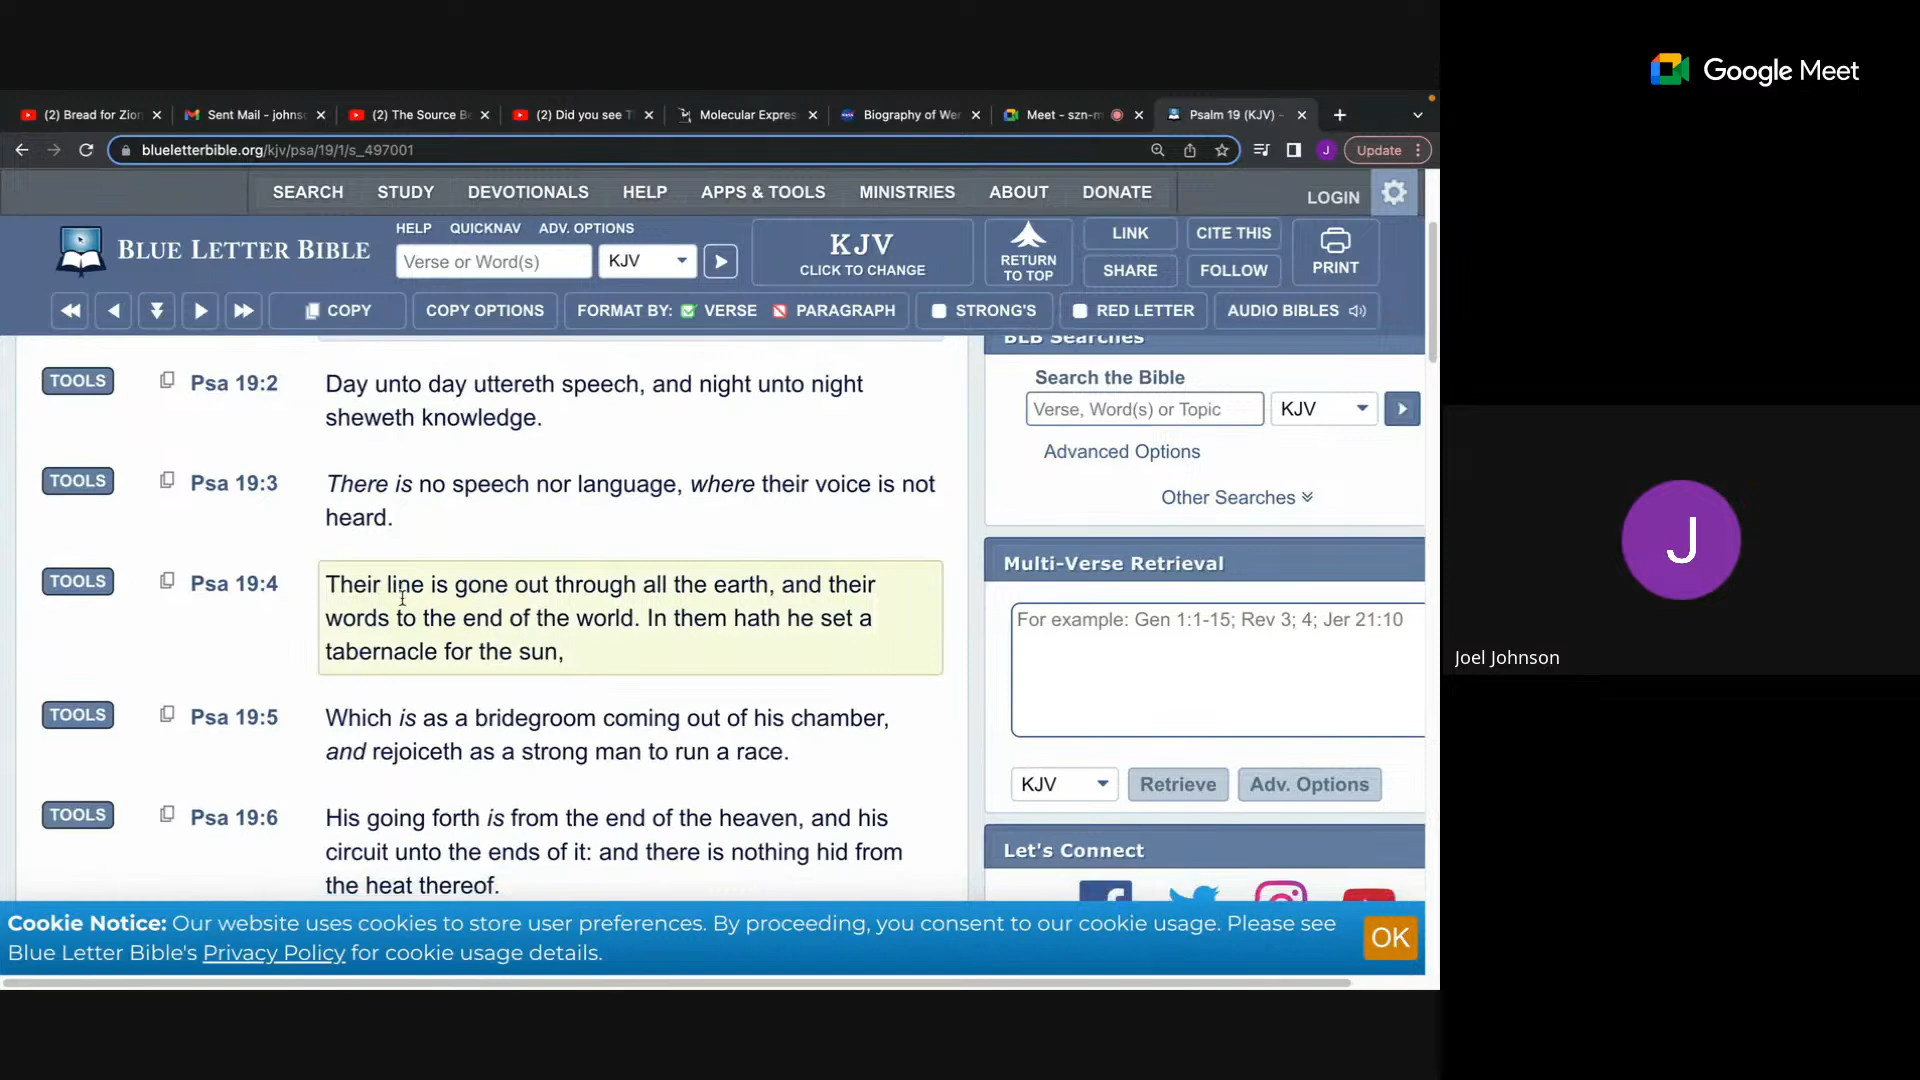 Google Meet
(2) Bread for Zion
Sent Mail - johnso
(2) The Source Be
(2) Did you see T
Molecular Expres
Biography of Wer
Meet - szn-m
Psalm 19 (KJV) -
blueletterbible.org/kjv/psa/19/1/s_497001
J
Update
SEARCH STUDY DEVOTIONALS HELP APPS & TOOLS MINISTRIES ABOUT DONATE LOGIN
BLUE LETTER BIBLE
HELP QUICKNAV ADV. OPTIONS
Verse or Word(s)
KJV
KJV
CLICK TO CHANGE
RETURN
TO TOP
LINK
CITE THIS
SHARE
FOLLOW
PRINT
COPY
COPY OPTIONS
FORMAT BY: VERSE PARAGRAPH
STRONG'S
RED LETTER
AUDIO BIBLES
TOOLS Psa 19:2 Day unto day uttereth speech, and night unto night
sheweth knowledge.
TOOLS Psa 19:3 There is no speech nor language, where their voice is not
heard.
TOOLS Psa 19:4 Their line is gone out through all the earth, and their
words to the end of the world. In them hath he set a
tabernacle for the sun,
TOOLS Psa 19:5 Which is as a bridegroom coming out of his chamber,
and rejoiceth as a strong man to run a race.
TOOLS Psa 19:6 His going forth is from the end of the heaven, and his
circuit unto the ends of it: and there is nothing hid from
the heat thereof.
BLB Searches
Search the Bible
Verse, Word(s) or Topic
KJV
Advanced Options
Other Searches
Multi-Verse Retrieval
For example: Gen 1:1-15; Rev 3; 4; Jer 21:10
KJV
Retrieve
Adv. Options
Let's Connect
Cookie Notice: Our website uses cookies to store user preferences. By proceeding, you consent to our cookie usage. Please see
Blue Letter Bible's Privacy Policy for cookie usage details.
OK
J
Joel Johnson